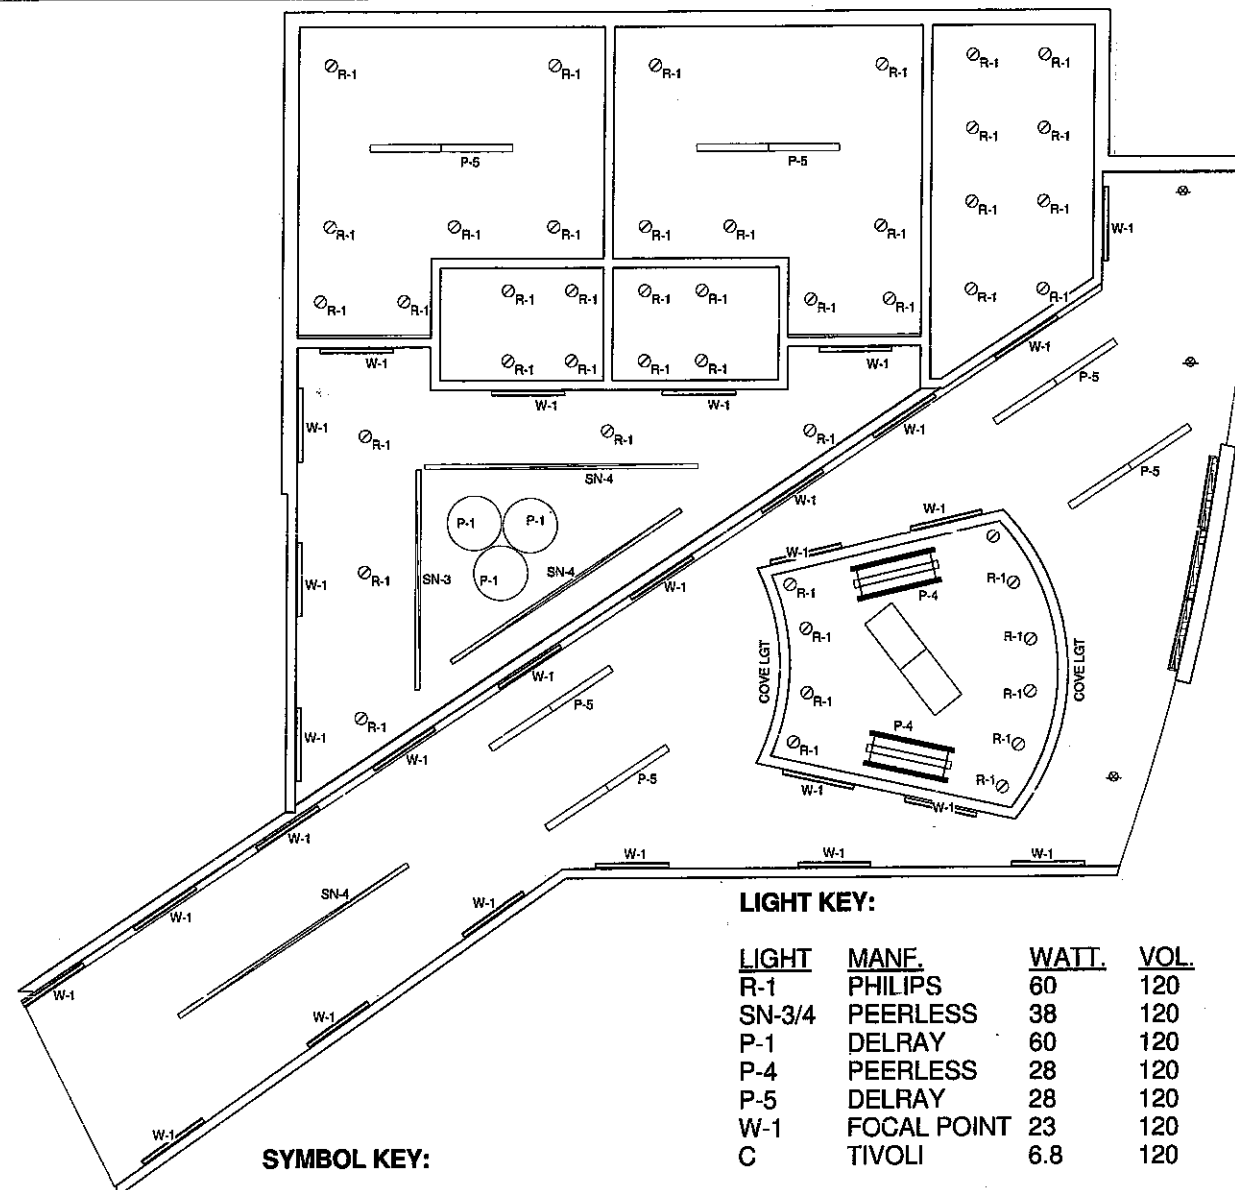 R-1 R-1 R-1 R-1 R-1 R-1
P-5 P-5
R-1 R-1
R-1 R-1
R-1 R-1 R-1 R-1 R-1 R-1 W-1
R-1 R-1 R-1 R-1 R-1 R-1
R-1 R-1 R-1 R-1
W-1 R-1 R-1 R-1 R-1 W-1 W-1
P-5
W-1 W-1
W-1 R-1 R-1 R-1 W-1
P-5
SN-4
W-1
W-1
P-1 P-1
W-1
SN-3 P-1 SN-4
W-1 R-1 W-1
R-1 R-1
P-4
R-1 R-1
W-1
COVE LGT COVE LGT
R-1 R-1
P-5
R-1 P-4
W-1 R-1 R-1
W-1
P-5
R-1
W-1 W-1
W-1
W-1 W-1 W-1
SN-4
W-1 W-1
W-1
W-1
W-1
LIGHT KEY:
LIGHT MANF. WATT. VOL.
R-1 PHILIPS 60 120
SN-3/4 PEERLESS 38 120
P-1 DELRAY 60 120
P-4 PEERLESS 28 120
P-5 DELRAY 28 120
W-1 FOCAL POINT 23 120
C TIVOLI 6.8 120
SYMBOL KEY: